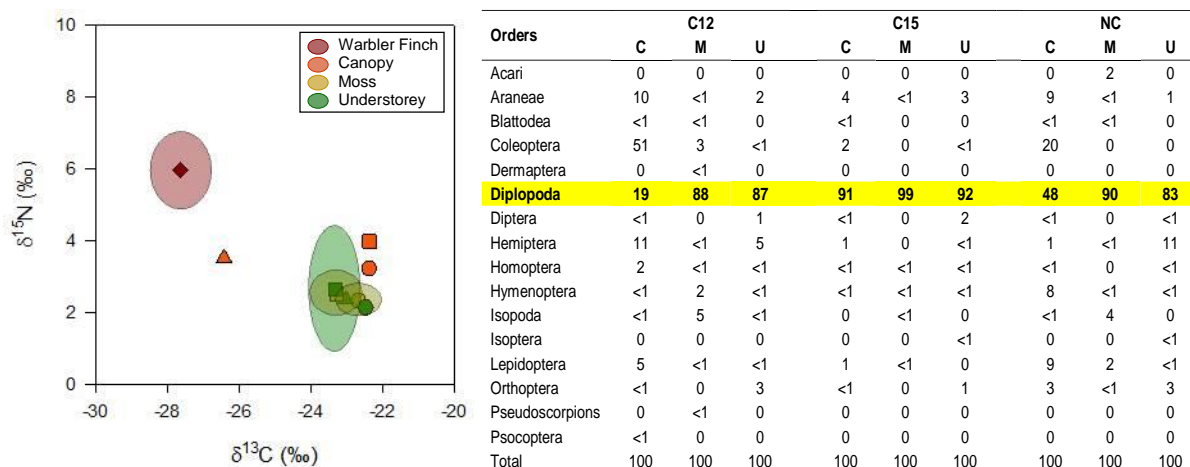 10
8
6
4
2
0
δ15N (‰)
Warbler Finch
Canopy
Moss
Understorey
-30 -28 -26 -24 -22 -20
δ13C (‰)
Orders C12 C15 NC
C M U C M U C M U
Acari 0 0 0 0 0 0 0 2 0
Araneae 10 <1 2 4 <1 3 9 <1 1
Blattodea <1 <1 0 <1 0 0 <1 <1 0
Coleoptera 51 3 <1 2 0 <1 20 0 0
Dermaptera 0 <1 0 0 0 0 0 0 0
Diplopoda 19 88 87 91 99 92 48 90 83
Diptera <1 0 1 <1 0 2 <1 0 <1
Hemiptera 11 <1 5 1 0 <1 1 <1 11
Homoptera 2 <1 <1 <1 <1 <1 <1 0 <1
Hymenoptera <1 2 <1 <1 <1 <1 8 <1 <1
Isopoda <1 5 <1 0 <1 0 <1 4 0
Isoptera 0 0 0 0 0 <1 0 0 <1
Lepidoptera 5 <1 <1 1 <1 0 9 2 <1
Orthoptera <1 0 3 <1 0 1 3 <1 3
Pseudoscorpions 0 <1 0 0 0 0 0 0 0
Psocoptera <1 0 0 0 0 0 0 0 0
Total 100 100 100 100 100 100 100 100 100